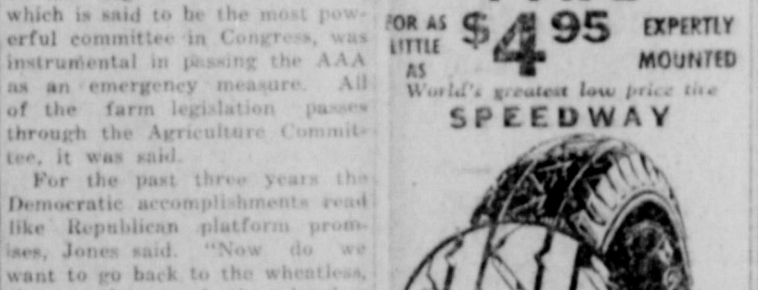 which is said to be the most pow-
erful committee in Congress, was
instrumental in passing the AAA
as an emergency measure. All
of the farm legislation passes
through the Agriculture Commit-
tee, it was said.
For the past three years the
Democratic accomplishments read
like Republican platform prom-
ises, Jones said. "Now do we
want to go back to the wheatless,
FOR AS
LITTLE
AS
$4.95
EXPERTLY
MOUNTED
World's greatest low price tire
SPEEDWAY